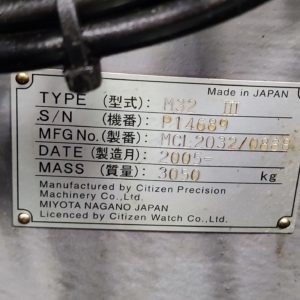 Made in JAPAN
TYPE (型式): M32 III
S/N (機番): P14689
MFG No. (製番): MCL2032/0888
DATE (製造月): 2005-
MASS (質量): 3050 kg
Manufactured by Citizen Precision
Machinery Co.,Ltd.
MIYOTA NAGANO JAPAN
Licenced by Citizen Watch Co.,Ltd.